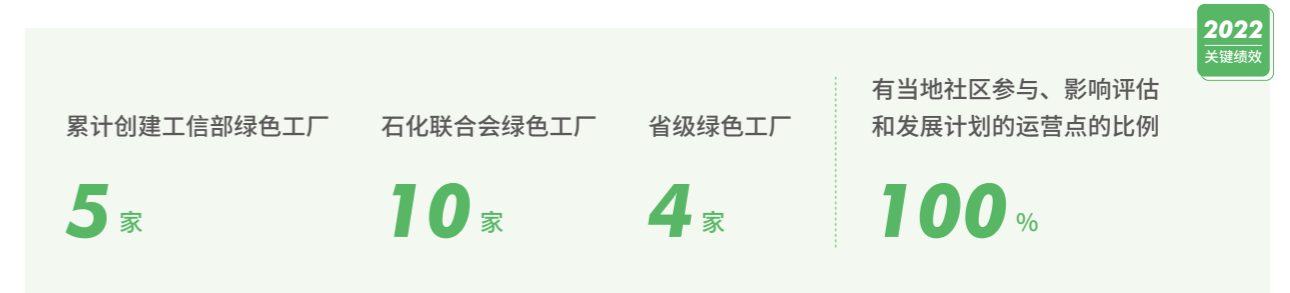 2022
关键绩效
累计创建工信部绿色工厂
5 家
石化联合会绿色工厂
10 家
省级绿色工厂
4 家
有当地社区参与、影响评估
和发展计划的运营点的比例
100 %